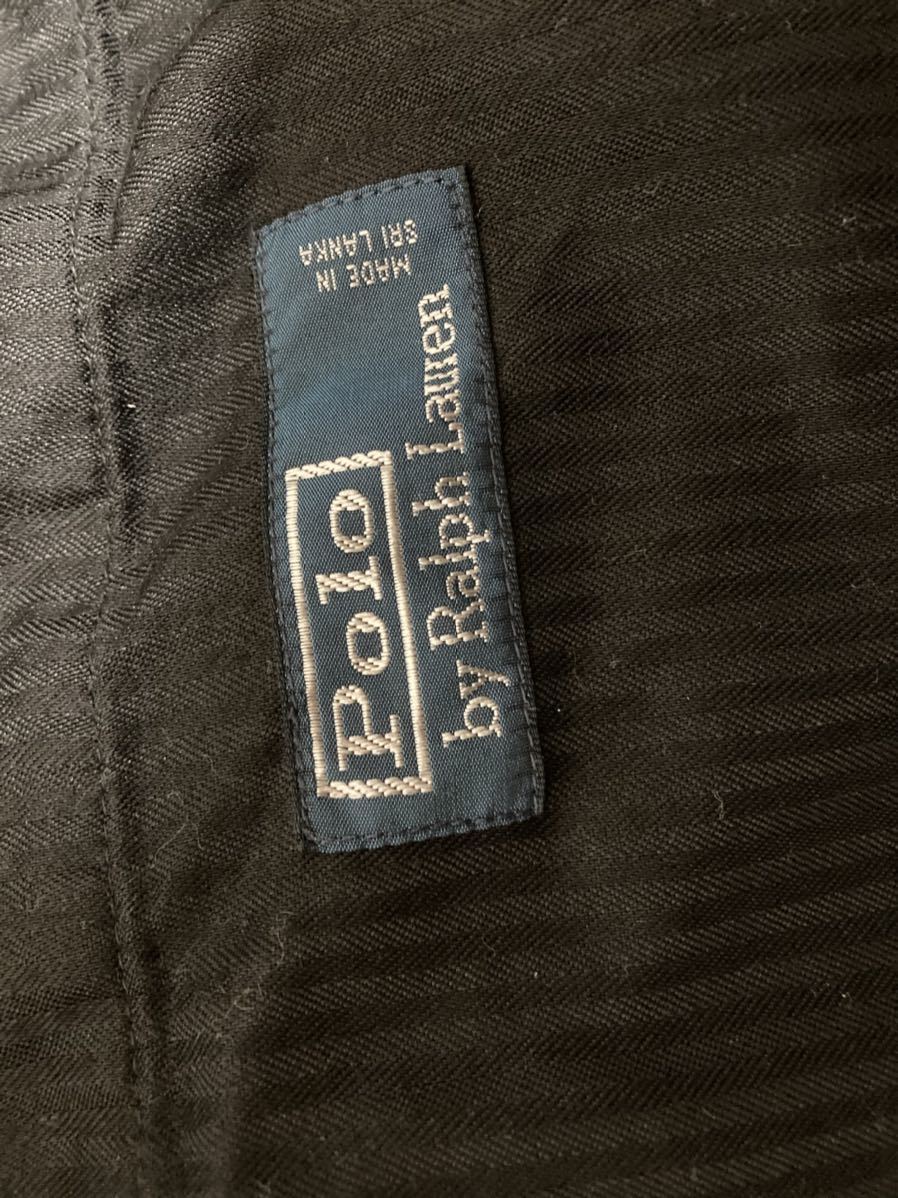 Polo
by Ralph Lauren
MADE IN
SRI LANKA